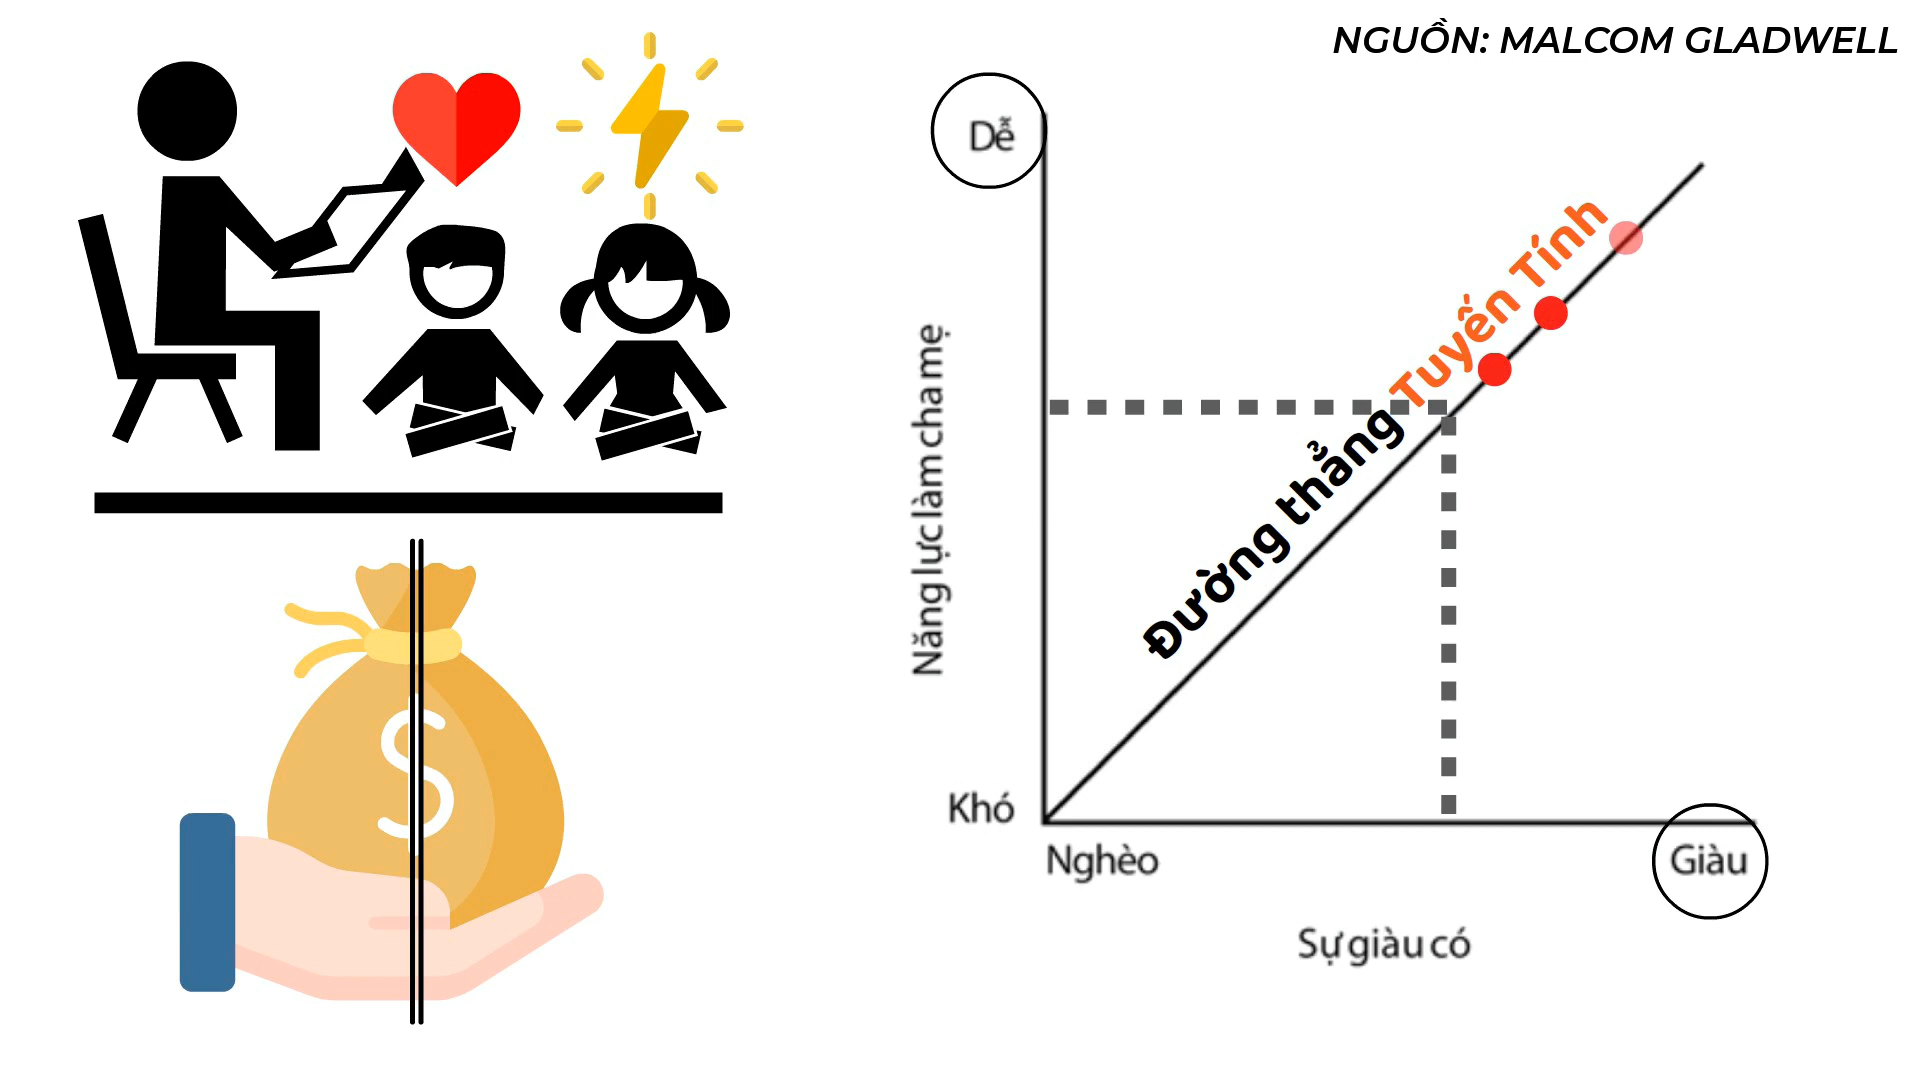 NGUỒN: MALCOM GLADWELL
Dễ
Đường thẳng Tuyến Tính
Năng lực làm cha mẹ
Khó
Nghèo
Giàu
Sự giàu có
$